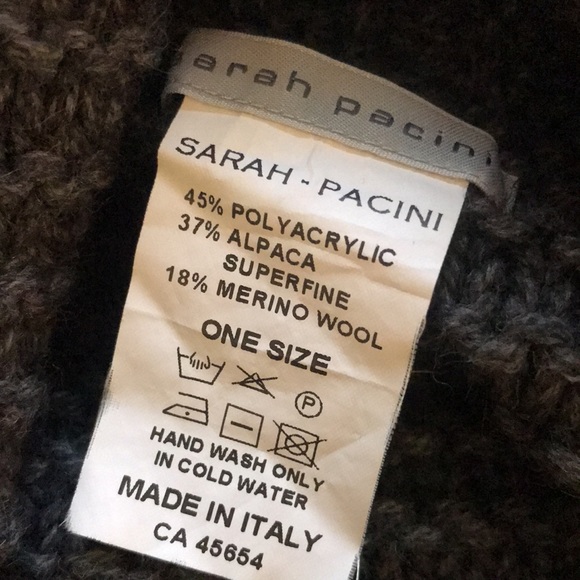 arah pacini
SARAH - PACINI
45% POLYACRYLIC
37% ALPACA
SUPERFINE
18% MERINO WOOL
ONE SIZE
P
HAND WASH ONLY
IN COLD WATER
MADE IN ITALY
CA 45654